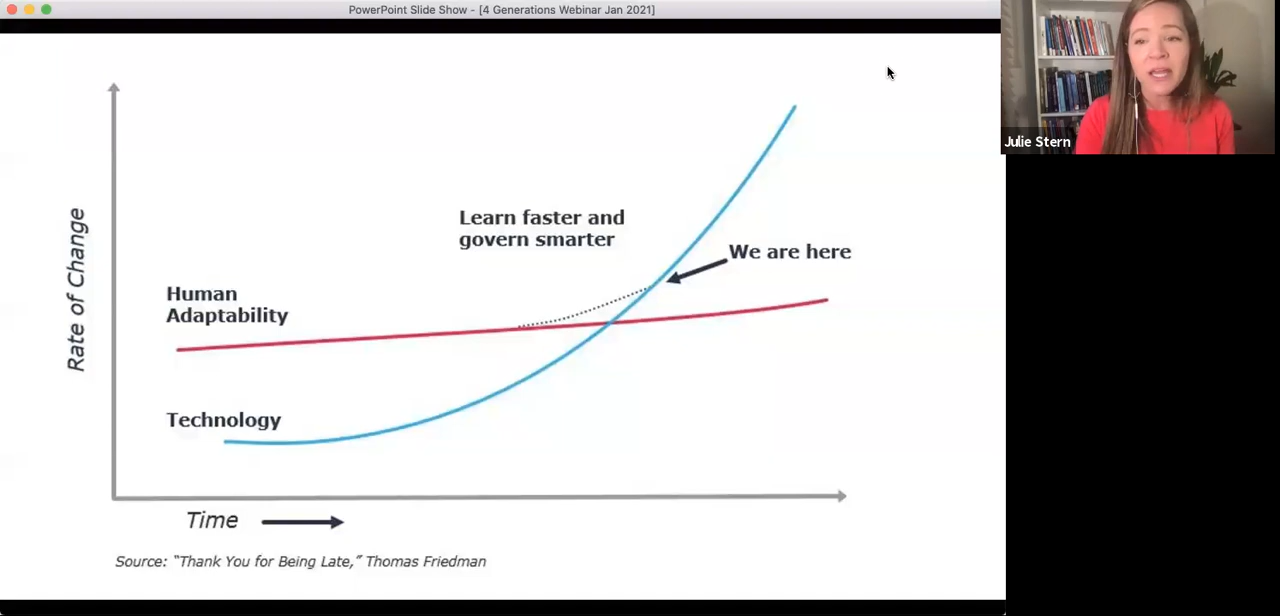 PowerPoint Slide Show - [4 Generations Webinar Jan 2021]
Julie Stern
Rate of Change
Learn faster and
govern smarter
We are here
Human
Adaptability
Technology
Time
Source: “Thank You for Being Late,” Thomas Friedman